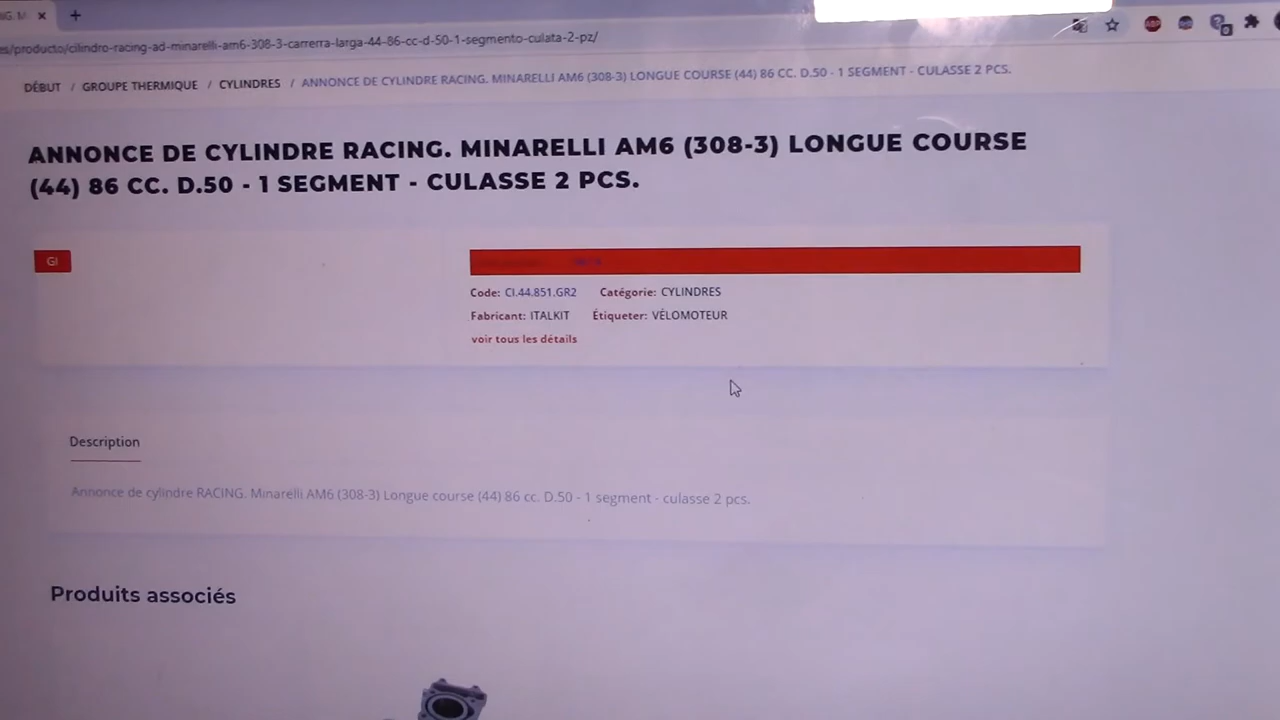 es/producto/cilindro-racing-ad-minarelli-am6-308-3-carrerra-larga-44-86-cc-d-50-1-segmento-culata-2-pz/
DÉBUT / GROUPE THERMIQUE / CYLINDRES / ANNONCE DE CYLINDRE RACING. MINARELLI AM6 (308-3) LONGUE COURSE (44) 86 CC. D.50 - 1 SEGMENT - CULASSE 2 PCS.
ANNONCE DE CYLINDRE RACING. MINARELLI AM6 (308-3) LONGUE COURSE
(44) 86 CC. D.50 - 1 SEGMENT - CULASSE 2 PCS.
GI
Code: CI.44.851.GR2 Catégorie: CYLINDRES
Fabricant: ITALKIT Étiqueter: VÉLOMOTEUR
voir tous les détails
Description
Annonce de cylindre RACING. Minarelli AM6 (308-3) Longue course (44) 86 cc. D.50 - 1 segment - culasse 2 pcs.
Produits associés